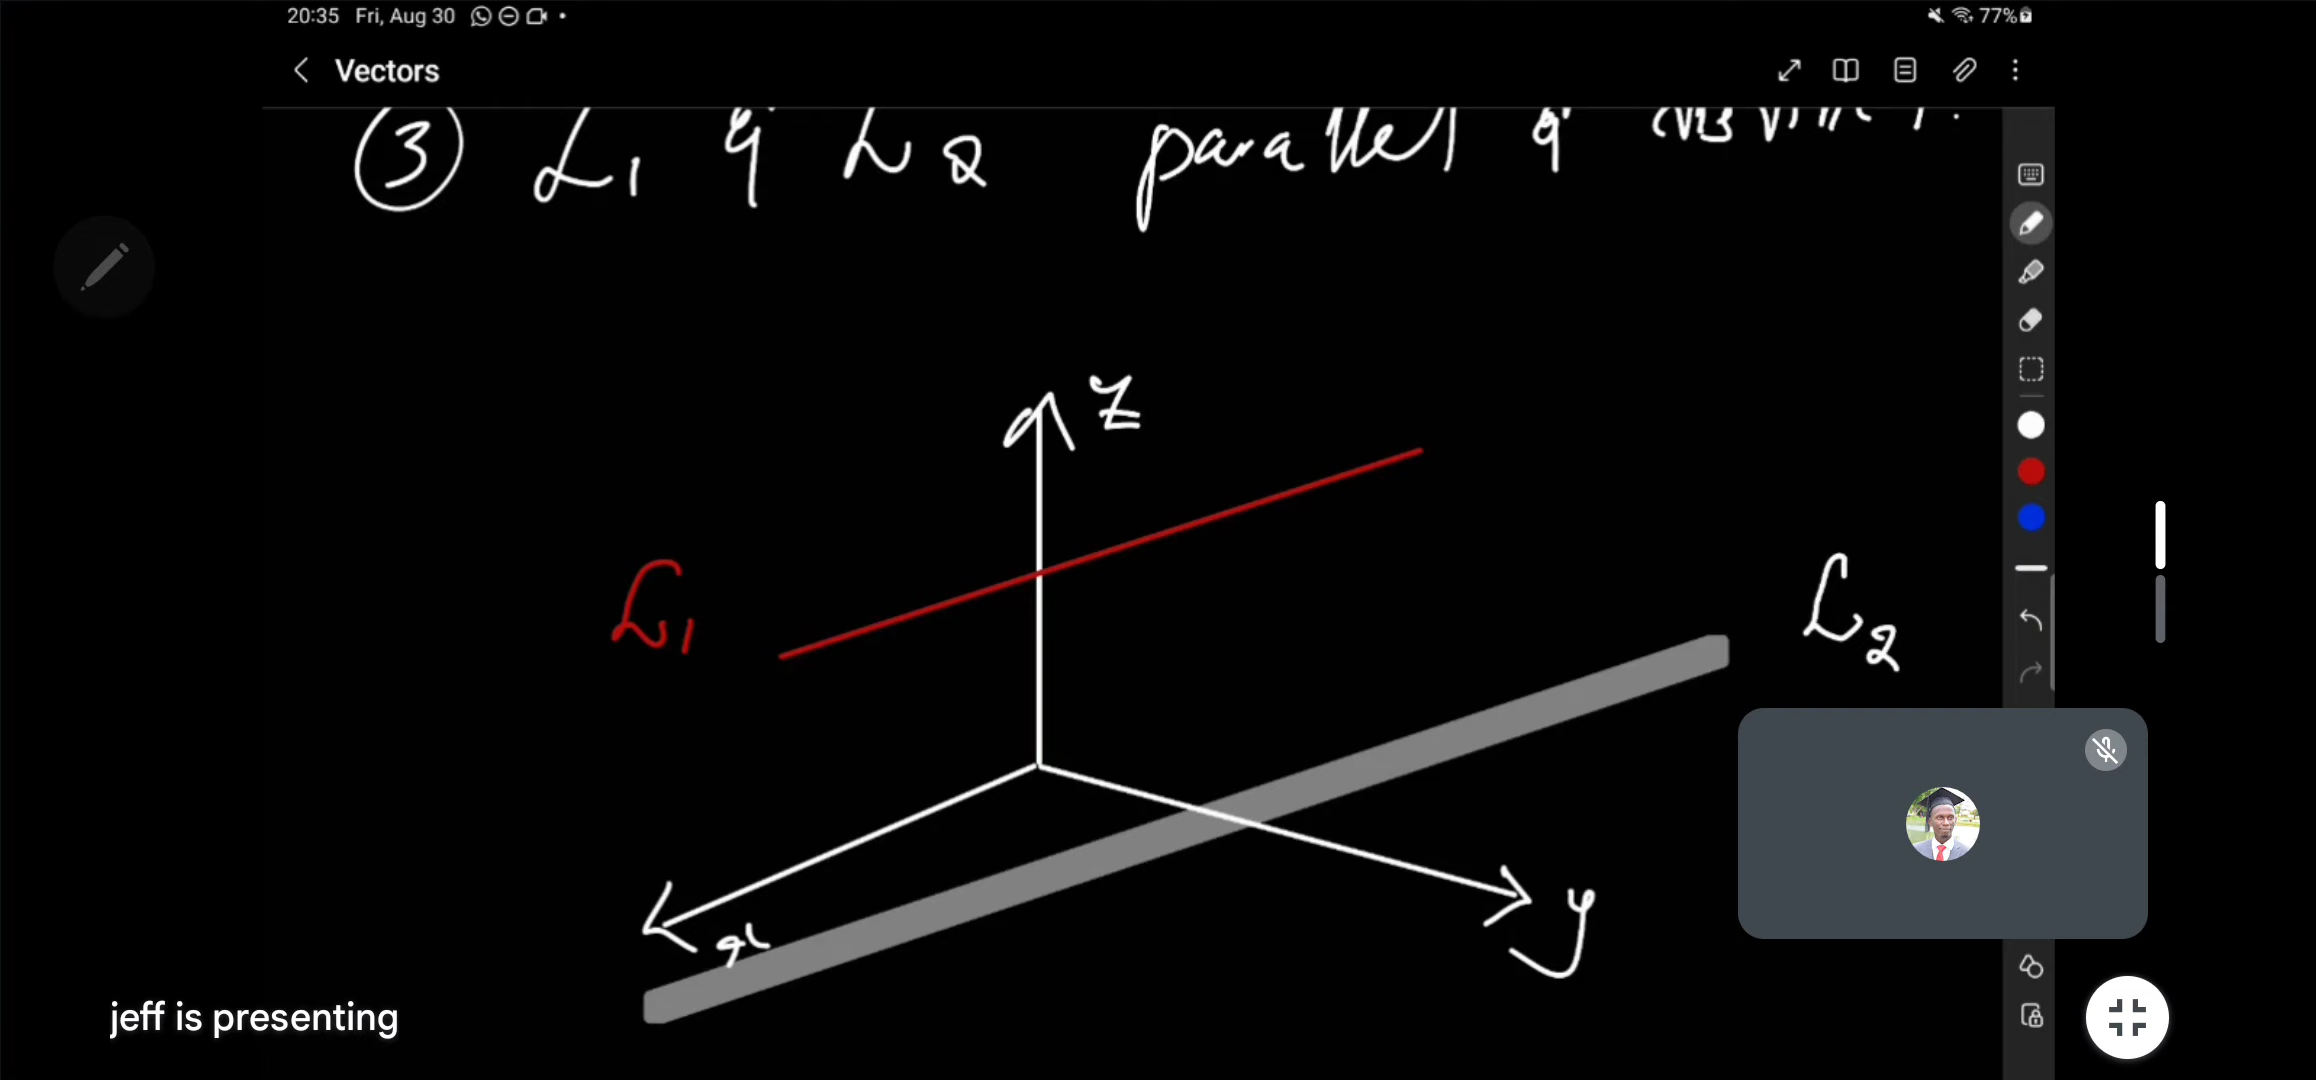 20:35 Fri, Aug 30
77%
Vectors
③ L₁ & L₂ parallel &
z
L₁
L₂
x
y
jeff is presenting